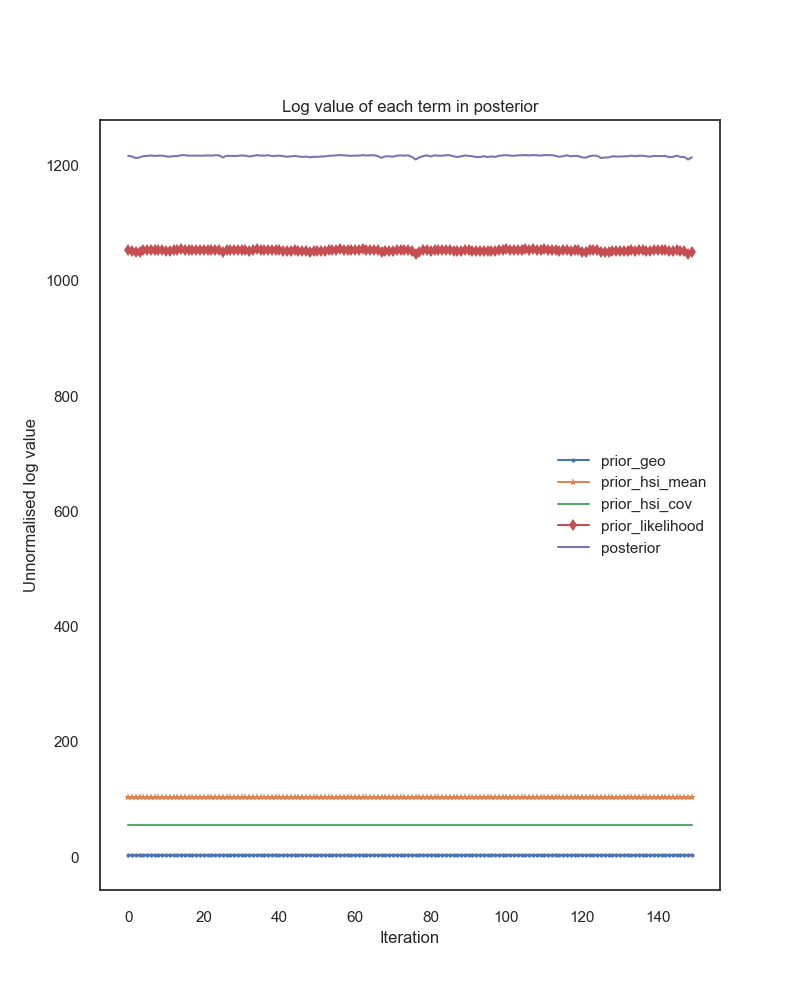 Log value of each term in posterior
1200
1000
800
600
400
200
0
Unnormalised log value
prior_geo
prior_hsi_mean
prior_hsi_cov
prior_likelihood
posterior
0 20 40 60 80 100 120 140
Iteration